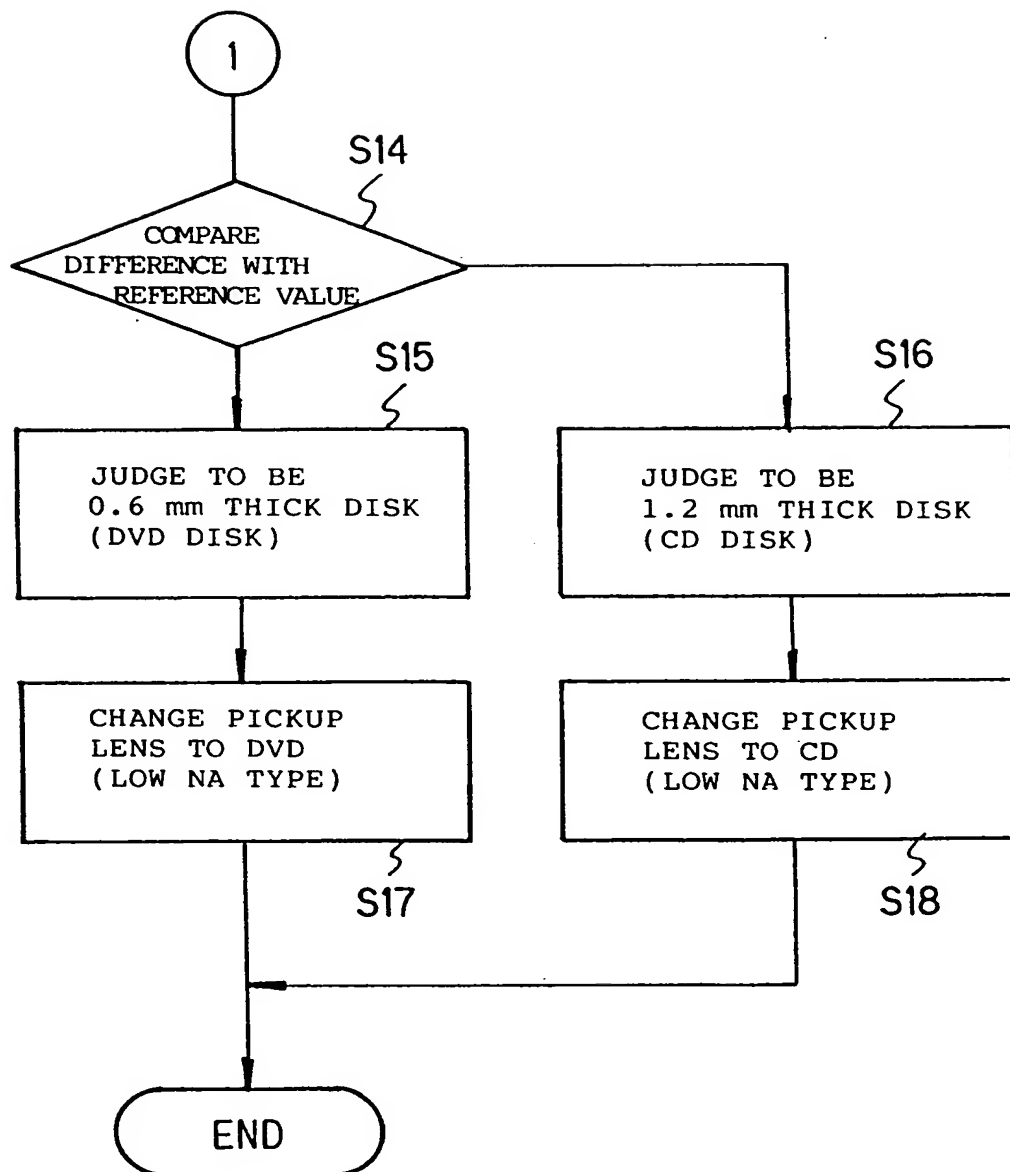 1
S14
COMPARE
DIFFERENCE WITH
REFERENCE VALUE
S15
JUDGE TO BE
0.6 mm THICK DISK
(DVD DISK)
S16
JUDGE TO BE
1.2 mm THICK DISK
(CD DISK)
CHANGE PICKUP
LENS TO DVD
(LOW NA TYPE)
S17
CHANGE PICKUP
LENS TO CD
(LOW NA TYPE)
S18
END